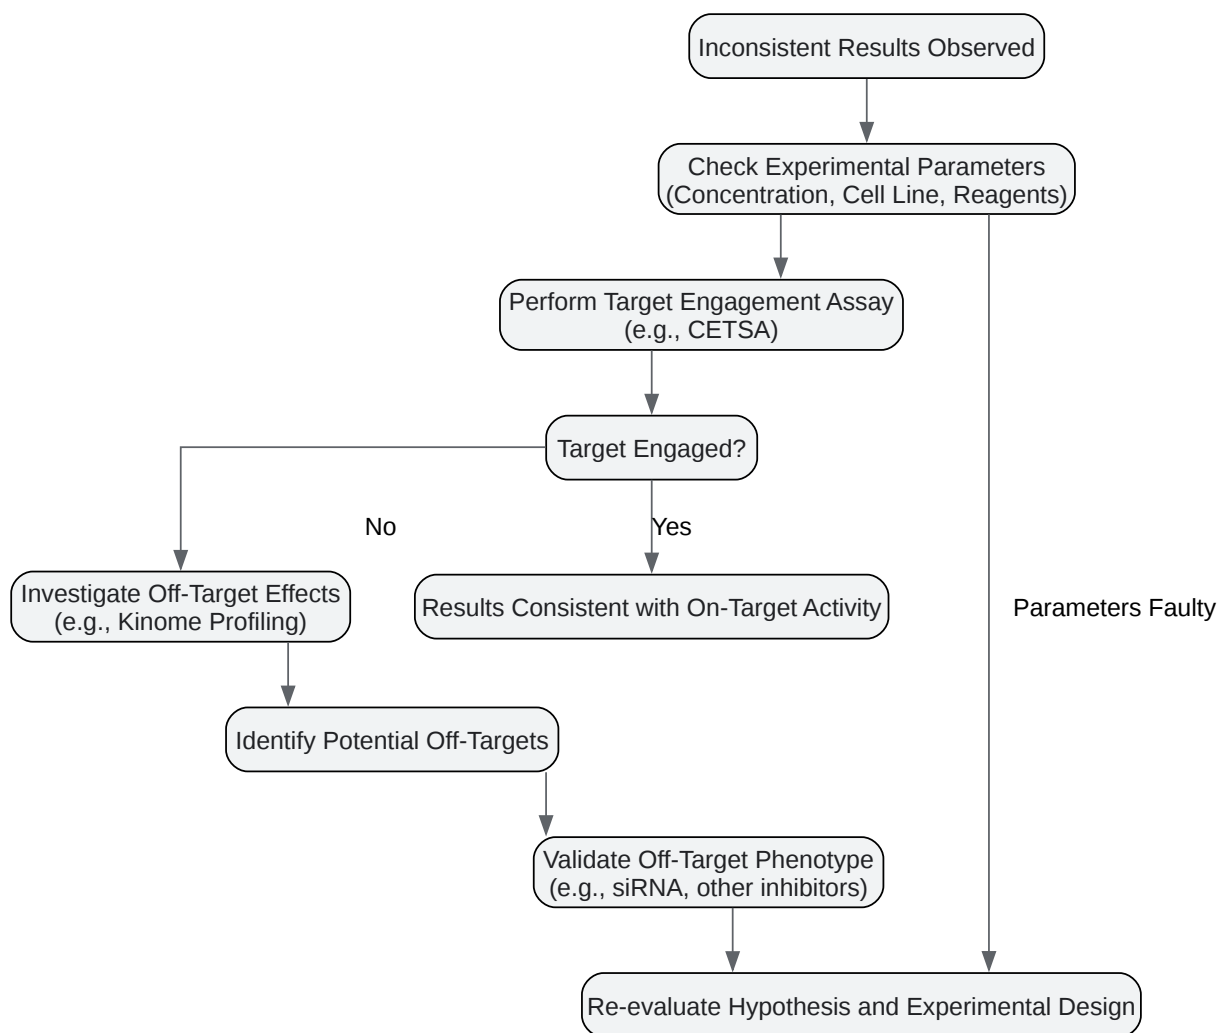 Inconsistent Results Observed
Check Experimental Parameters
(Concentration, Cell Line, Reagents)
Perform Target Engagement Assay
(e.g., CETSA)
Target Engaged?
No
Yes
Investigate Off-Target Effects
(e.g., Kinome Profiling)
Results Consistent with On-Target Activity
Parameters Faulty
Identify Potential Off-Targets
Validate Off-Target Phenotype
(e.g., siRNA, other inhibitors)
Re-evaluate Hypothesis and Experimental Design